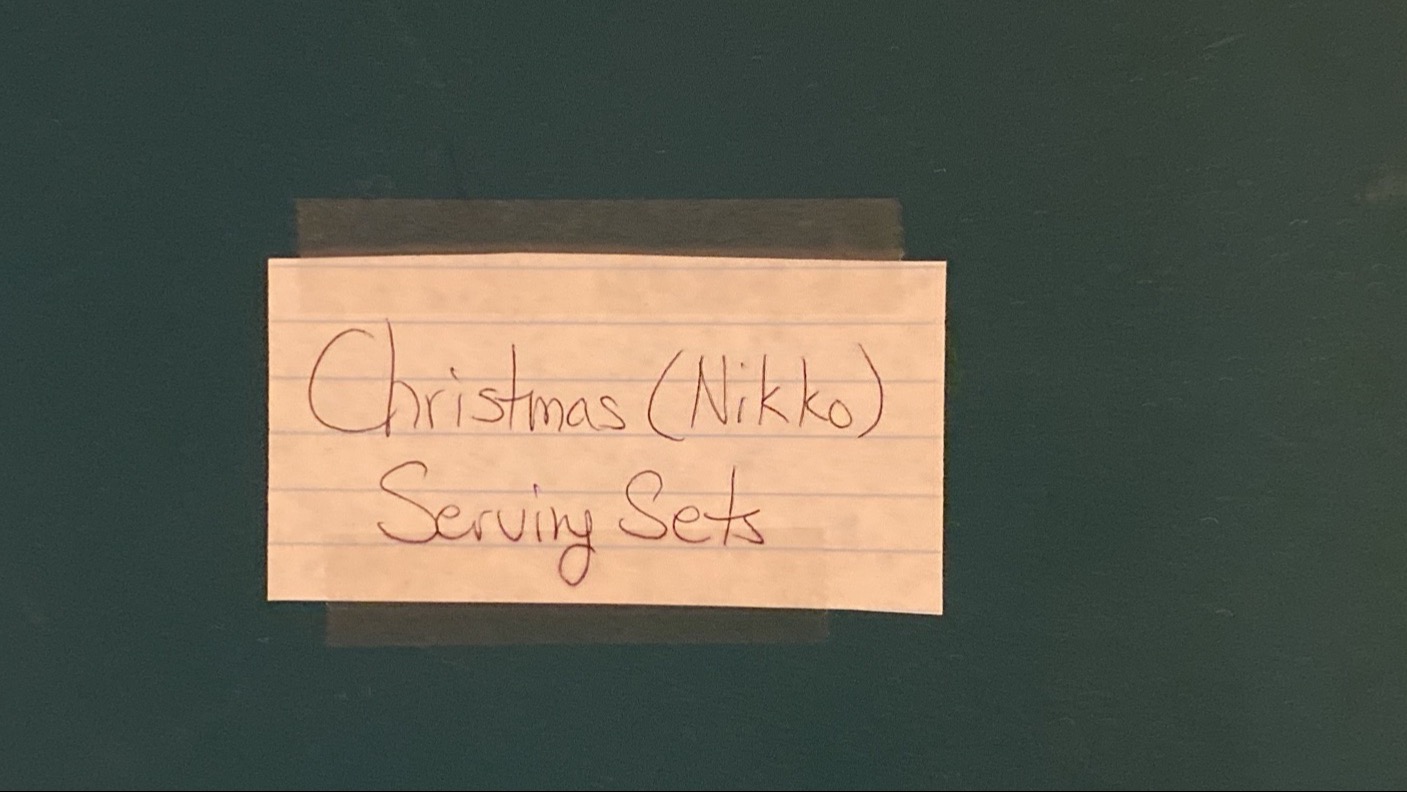 Christmas (Nikko)
Serving Sets